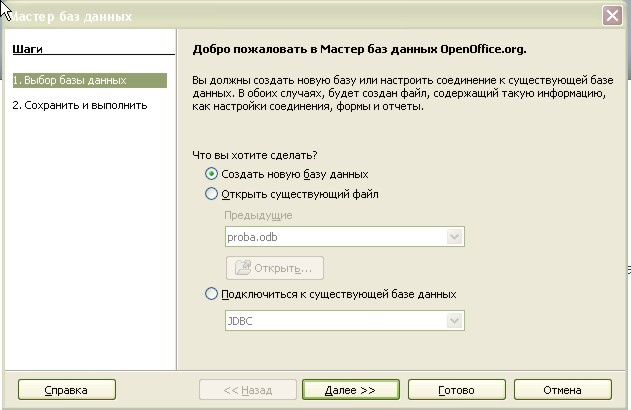 Мастер баз данных
Шаги
1. Выбор базы данных
2. Сохранить и выполнить
Добро пожаловать в Мастер баз данных OpenOffice.org.
Вы должны создать новую базу или настроить соединение к существующей базе
данных. В обоих случаях, будет создан файл, содержащий такую информацию,
как настройки соединения, формы и отчеты.
Что вы хотите сделать?
Создать новую базу данных
Открыть существующий файл
Предыдущие
proba.odb
Открыть...
Подключиться к существующей базе данных
JDBC
Справка
<< Назад
Далее >>
Готово
Отмена